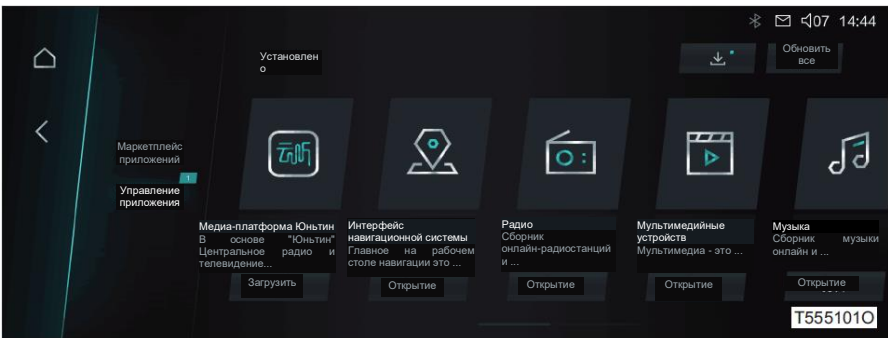 07 14:44
Установлен
о
Обновить
все
Маркетплейс
приложений
1
Управление
приложения
云听
Медиа-платформа Юньтин
В основе "Юньтин"
Центральное радио и
телевидение...
Загрузить
Интерфейс
навигационной системы
Главное на рабочем
столе навигации это ...
Открытие
Радио
Сборник
онлайн-радиостанций
и ...
Открытие
Мультимедийные
устройств
Мультимедиа - это ...
Открытие
Музыка
Сборник музыки
онлайн и ...
Открытие
T555101O